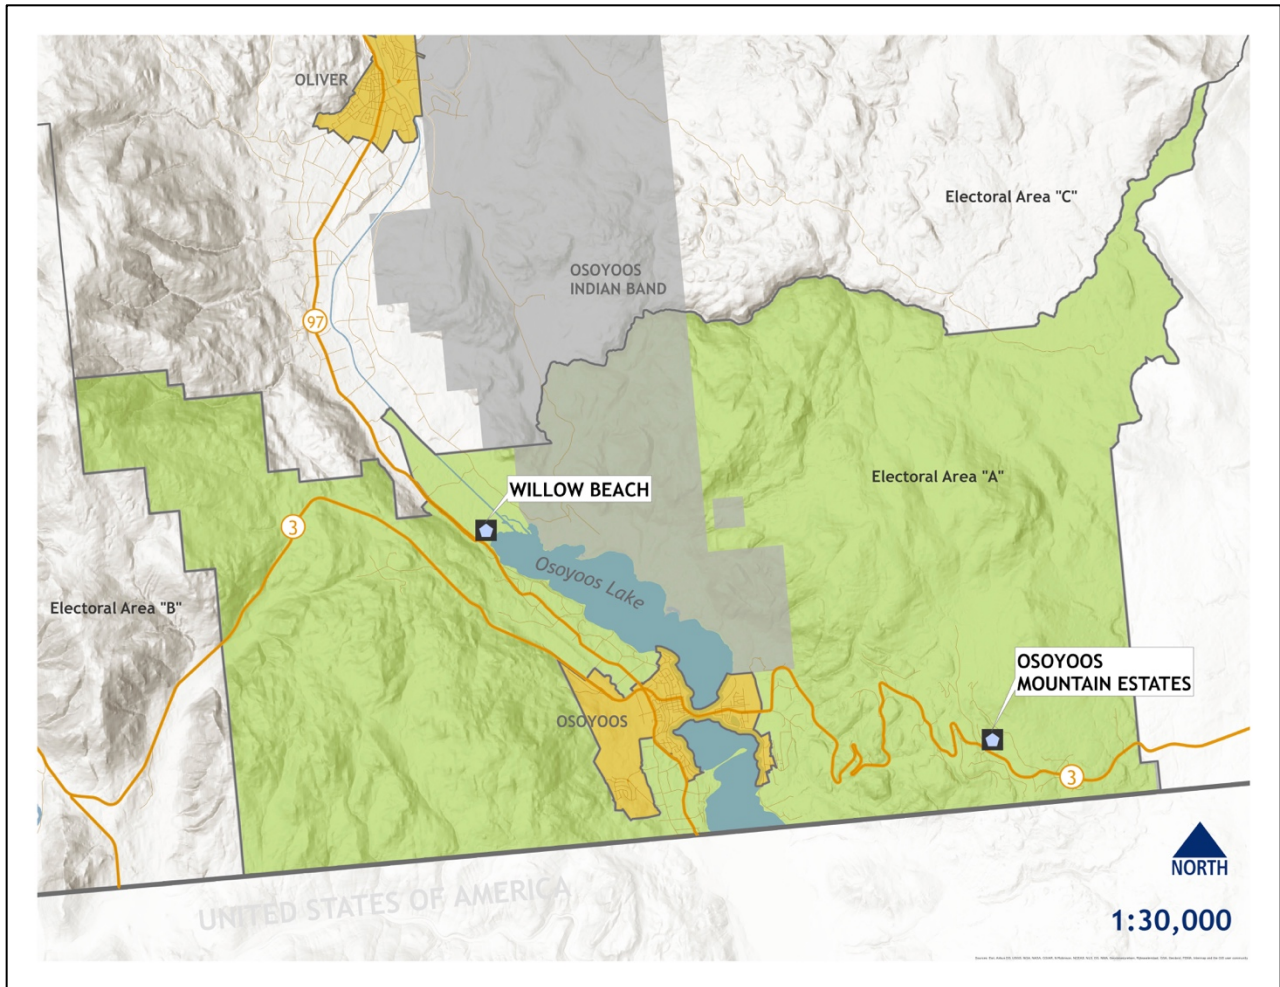 OLIVER
Electoral Area "C"
OSOYOOS
INDIAN BAND
97
Electoral Area "A"
WILLOW BEACH
3
Osoyoos Lake
Electoral Area "B"
OSOYOOS
MOUNTAIN ESTATES
OSOYOOS
3
NORTH
UNITED STATES OF AMERICA
1:30,000